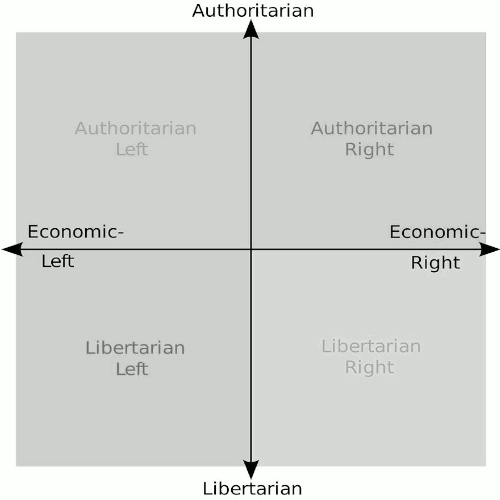 Authoritarian
Authoritarian
Left
Authoritarian
Right
Economic-
Left
Economic-
Right
Libertarian
Left
Libertarian
Right
Libertarian